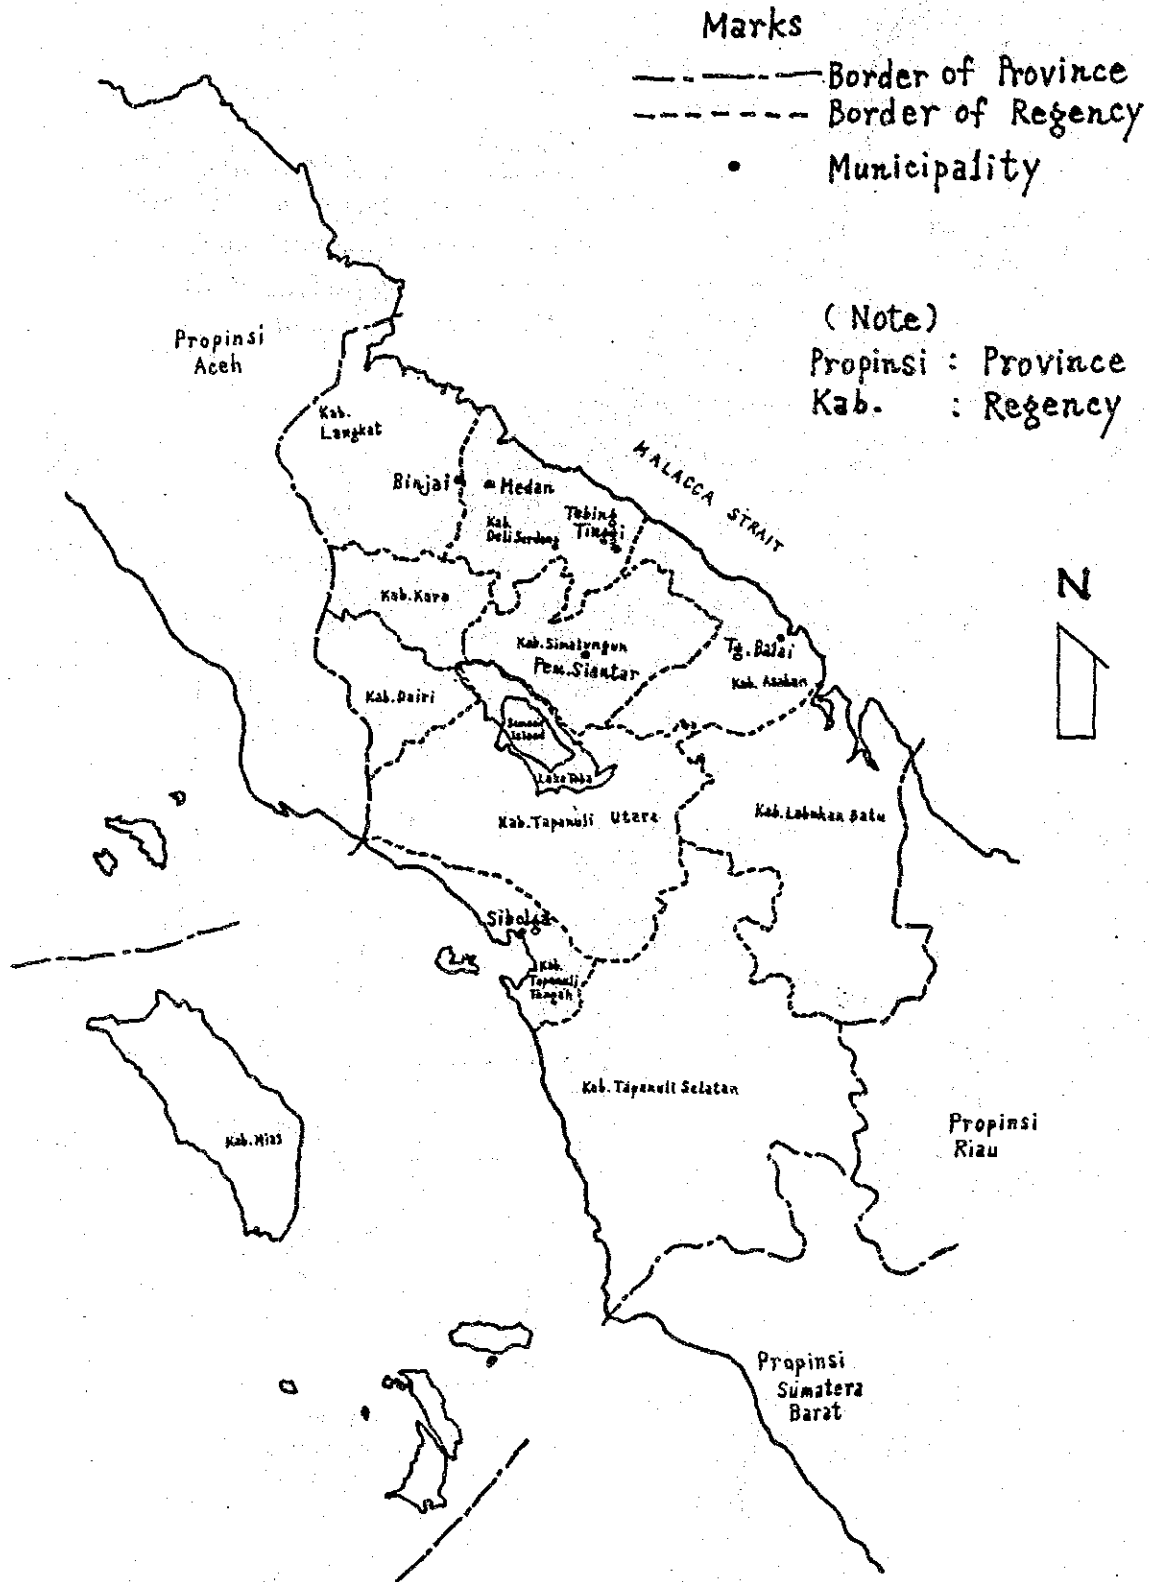 Marks
Border of Province
Border of Regency
Municipality
(Note)
Propinsi : Province
Kab. : Regency
Propinsi
Aceh
Kab.
Langkat
MALACCA STRAIT
Binjai
Medan
Kab.
Deli Serdang
Tebing
Tinggi
N
Kab. Karo
Kab. Simalungun
Pem. Siantar
Tg. Balai
Kab. Asahan
Kab. Dairi
Samosir
Island
Lake Toba
Kab. Tapanuli Utara
Kab. Labuhan Batu
Sibolga
Kab.
Tapanuli
Tengah
Kab. Tapanuli Selatan
Kab. Nias
Propinsi
Riau
Propinsi
Sumatera
Barat